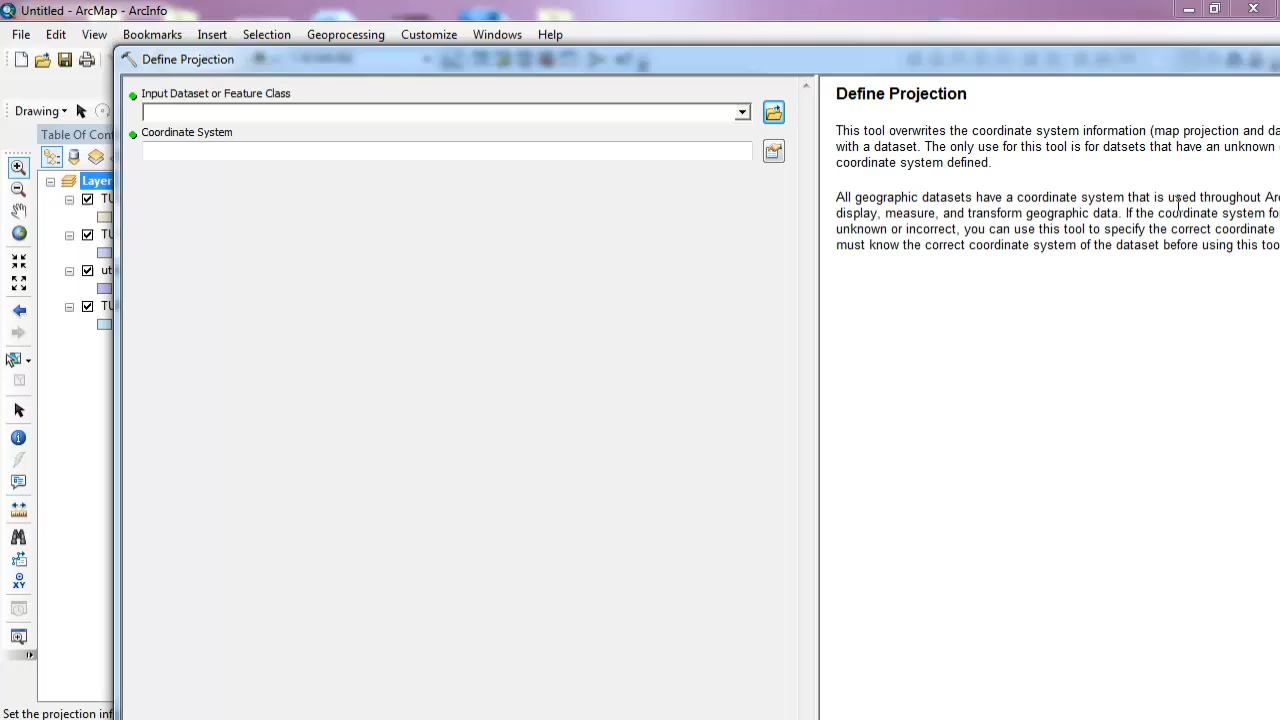 Untitled - ArcMap - ArcInfo
File Edit View Bookmarks Insert Selection Geoprocessing Customize Windows Help
Define Projection
Drawing
Table Of Cont
Layer
TU
TU
ut
TU
XY
Input Dataset or Feature Class
Coordinate System
Define Projection
This tool overwrites the coordinate system information (map projection and da
with a dataset. The only use for this tool is for datsets that have an unknown
coordinate system defined.
All geographic datasets have a coordinate system that is used throughout Ar
display, measure, and transform geographic data. If the coordinate system fo
unknown or incorrect, you can use this tool to specify the correct coordinate
must know the correct coordinate system of the dataset before using this too
Set the projection inf